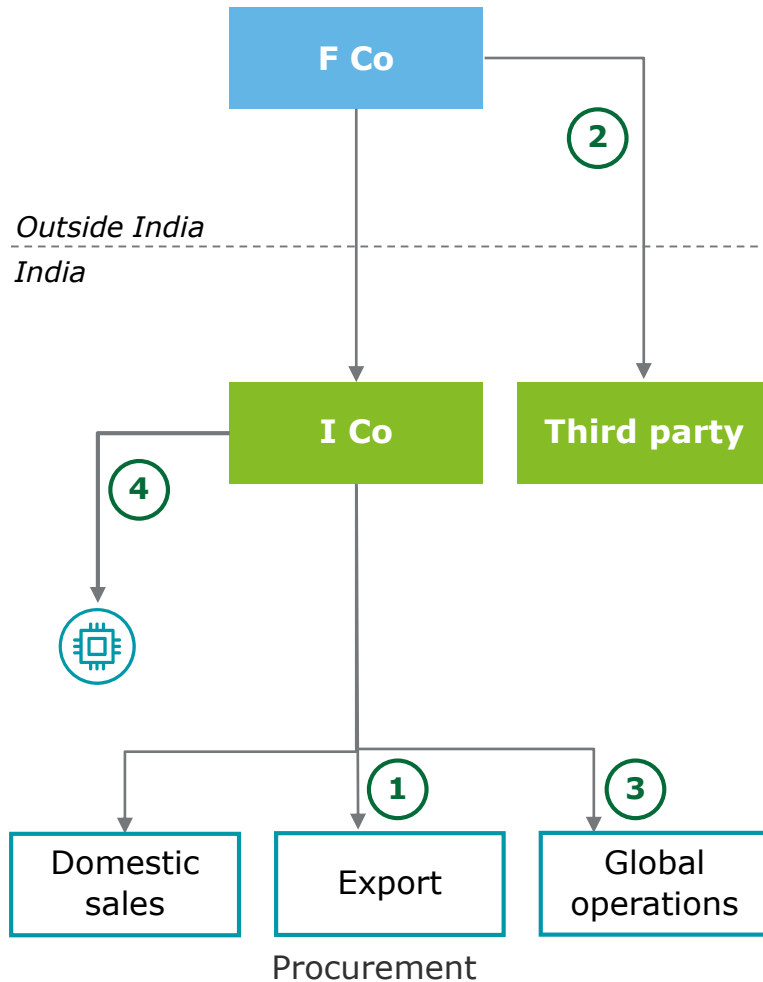 F Co
2
Outside India
India
I Co
Third party
4
1
3
Domestic
sales
Export
Global
operations
Procurement